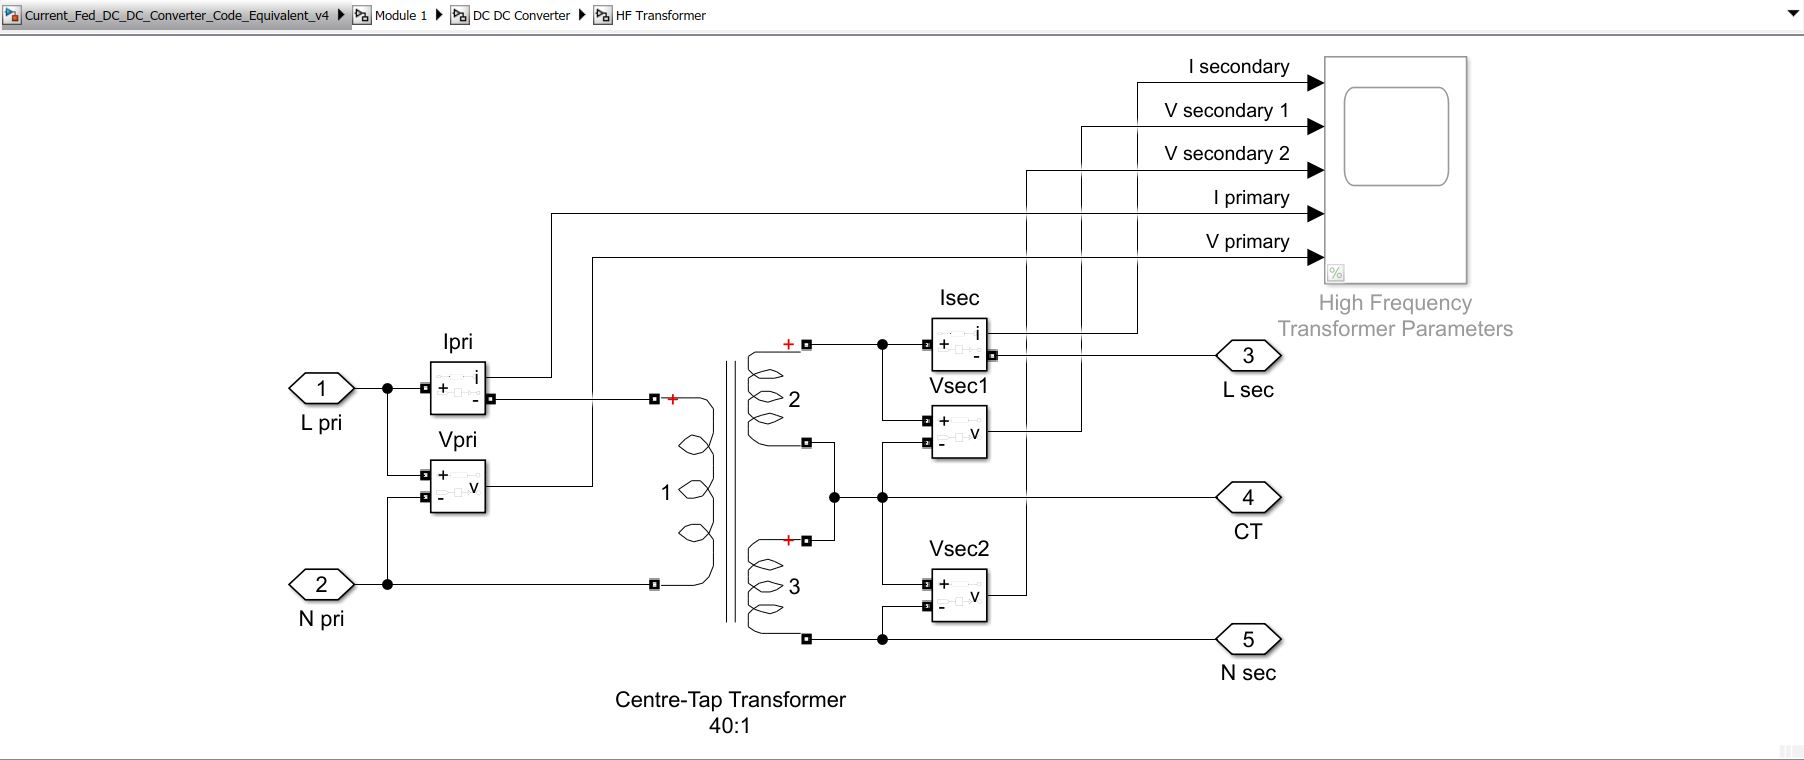 Current_Fed_DC_DC_Converter_Code_Equivalent_v4 Module 1 DC DC Converter HF Transformer
I secondary
V secondary 1
V secondary 2
I primary
V primary
%
High Frequency
Transformer Parameters
Isec
i
+
-
3
L sec
Vsec1
+
-
v
Ipri
i
+
-
1
L pri
Vpri
+
-
v
2
N pri
+
1
+
2
+
3
4
CT
Vsec2
+
-
v
5
N sec
Centre-Tap Transformer
40:1